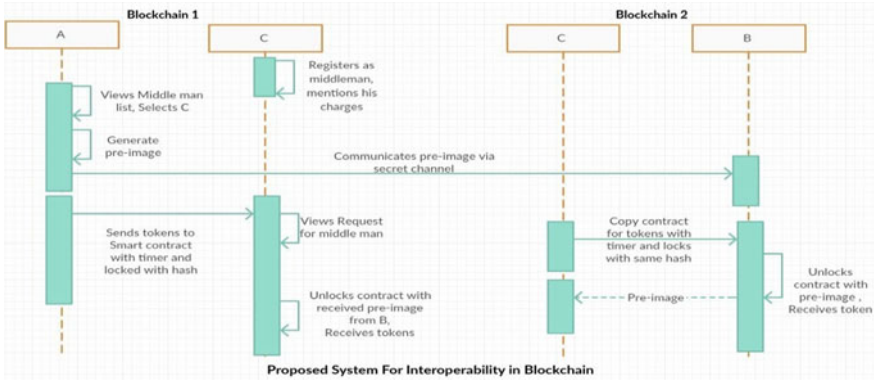 Blockchain 1
Blockchain 2
A
C
C
B
Registers as
middleman,
mentions his
charges
Views Middle man
list, Selects C
Generate
pre-image
Communicates pre-image via
secret channel
Sends tokens to
Smart contract
with timer and
locked with hash
Views Request
for middle man
Copy contract
for tokens with
timer and locks
with same hash
Unlocks
contract with
pre-image ,
Receives token
Pre-image
Unlocks contract with
received pre-image
from B,
Receives tokens
Proposed System For Interoperability in Blockchain